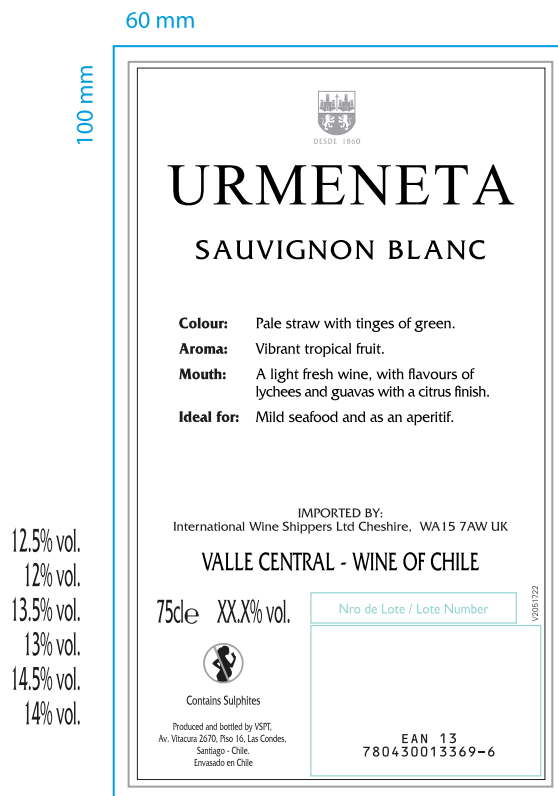 60 mm
100 mm
DESDE 1860
URMENETA
SAUVIGNON BLANC
Colour: Pale straw with tinges of green.
Aroma: Vibrant tropical fruit.
Mouth: A light fresh wine, with flavours of
lychees and guavas with a citrus finish.
Ideal for: Mild seafood and as an aperitif.
IMPORTED BY:
International Wine Shippers Ltd Cheshire, WA15 7AW UK
VALLE CENTRAL - WINE OF CHILE
12.5% vol.
12% vol.
13.5% vol.
13% vol.
14.5% vol.
14% vol.
75cle XX.X% vol.
Nro de Lote / Lote Number
V2051722
Contains Sulphites
Produced and bottled by VSPT,
Av. Vitacura 2670, Piso 16, Las Condes,
Santiago - Chile.
Envasado en Chile
EAN 13
780430013369-6